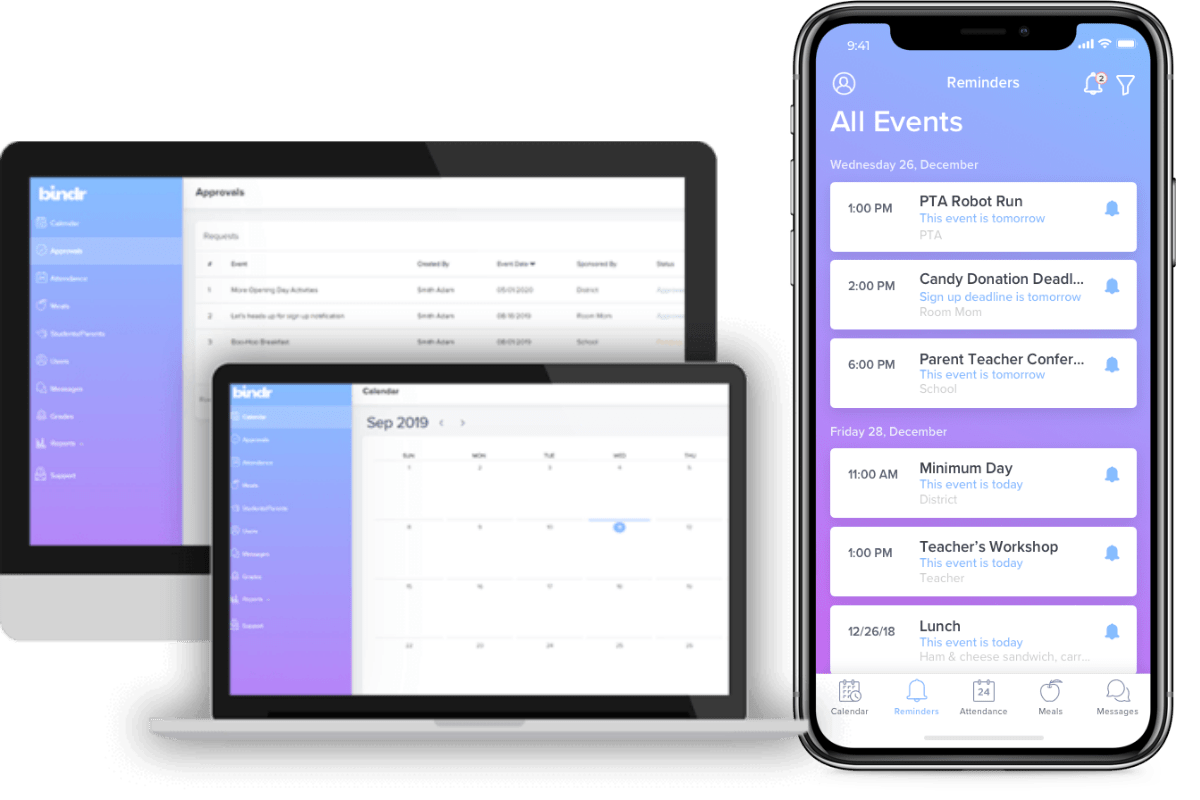 bindr
Calendar
Approvals
Attendance
Meals
Students/Parents
Users
Messages
Grades
Reports
Support
Approvals
Requests
# Event Created By Event Date Sponsored By Status
1 More Opening Day Activities Smith Adam 05/01/2020 District
2 Let's heads up for sign up notification Smith Adam 08/18/2019 Room Mom
3 Boo-Hoo Breakfast Smith Adam 08/01/2019 School
bindr
Calendar
Approvals
Attendance
Meals
Students/Parents
Users
Messages
Grades
Reports
Support
Calendar
Sep 2019
SUN MON TUE WED THU
1 2 3 4 5
8 9 10 11 12
15 16 17 18 19
22 23 24 25 26
9:41
Reminders
2
All Events
Wednesday 26, December
1:00 PM
PTA Robot Run
This event is tomorrow
PTA
2:00 PM
Candy Donation Deadl...
Sign up deadline is tomorrow
Room Mom
6:00 PM
Parent Teacher Confer...
This event is tomorrow
School
Friday 28, December
11:00 AM
Minimum Day
This event is today
District
1:00 PM
Teacher’s Workshop
This event is today
Teacher
12/26/18
Lunch
This event is today
Ham & cheese sandwich, carr...
24
Calendar Reminders Attendance Meals Messages